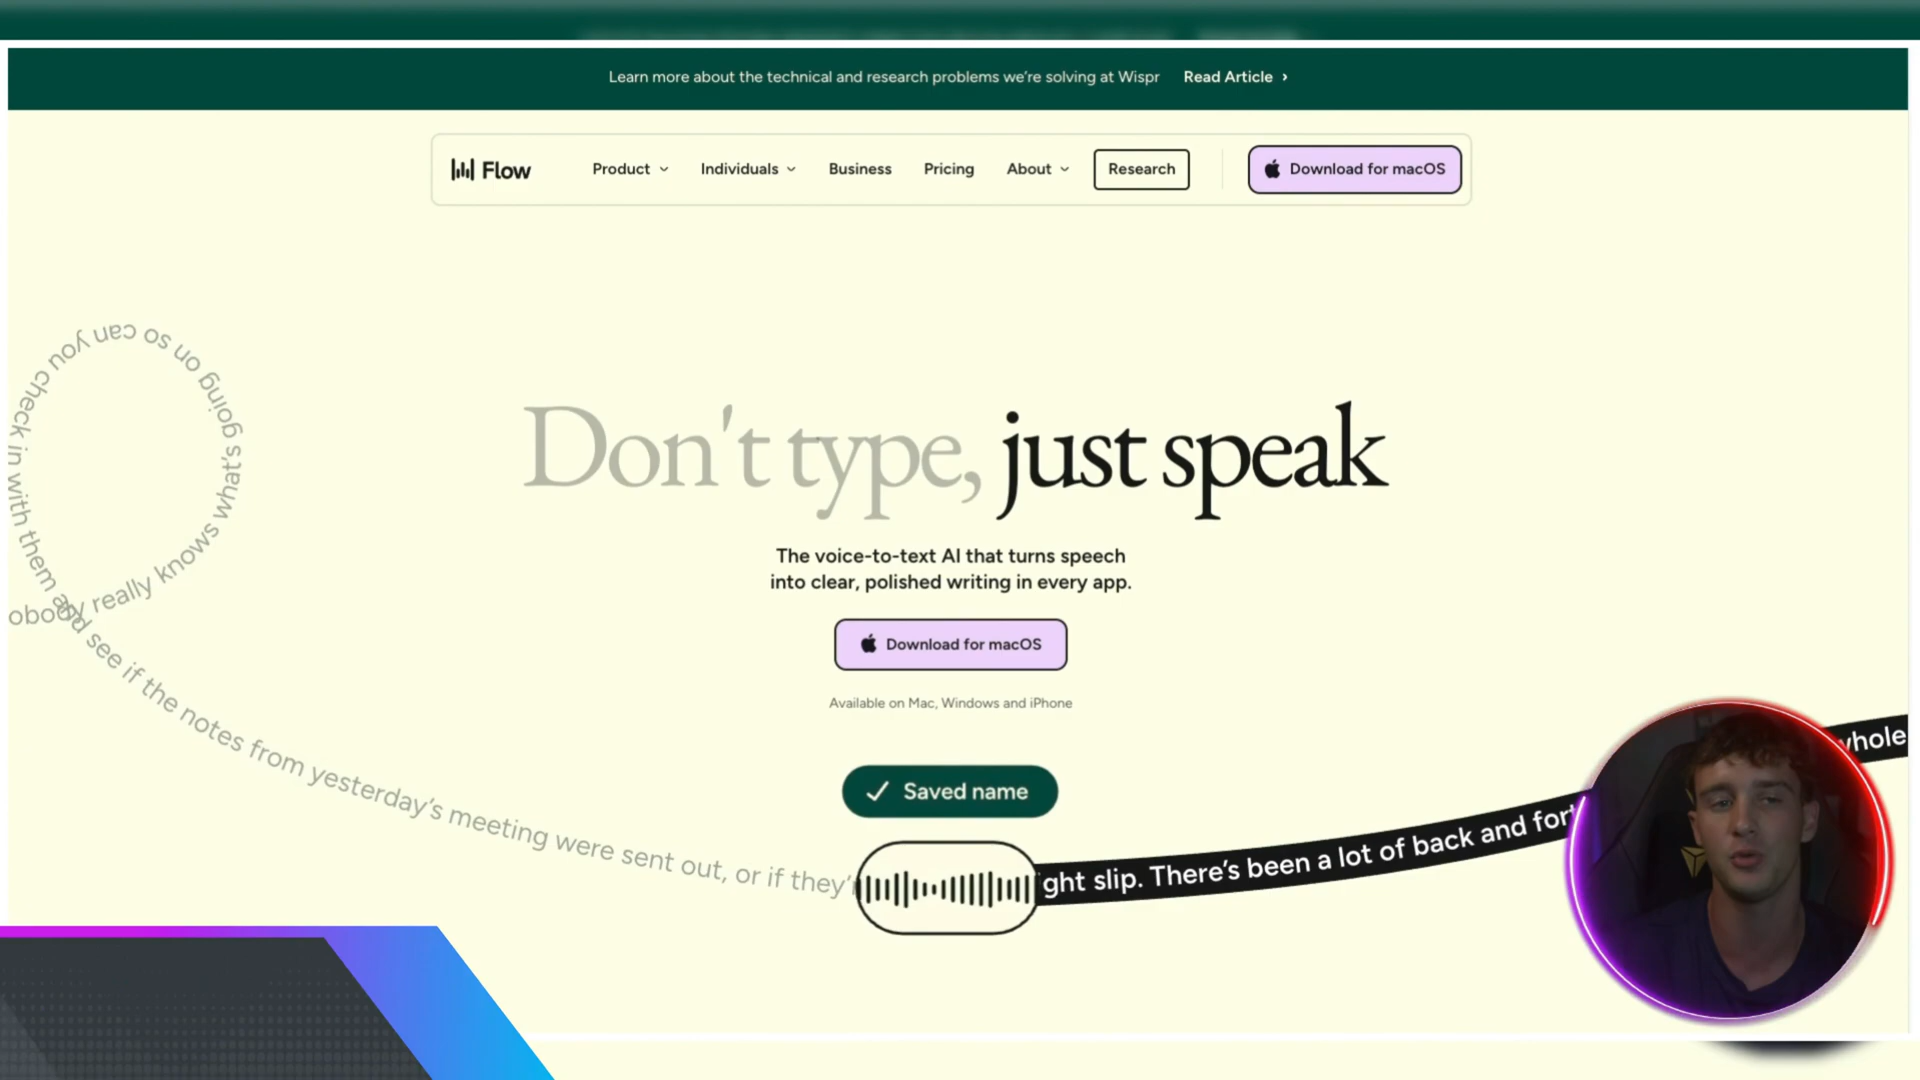 Learn more about the technical and research problems we're solving at Wispr Read Article ›
Flow Product Individuals Business Pricing About Research Download for macOS
Don't type, just speak
The voice-to-text AI that turns speech
into clear, polished writing in every app.
Download for macOS
Available on Mac, Windows and iPhone
Saved name
really knows what's going on so can you check in with them and see if the notes from yesterday's meeting were sent out, or if they'
slip. There's been a lot of back and